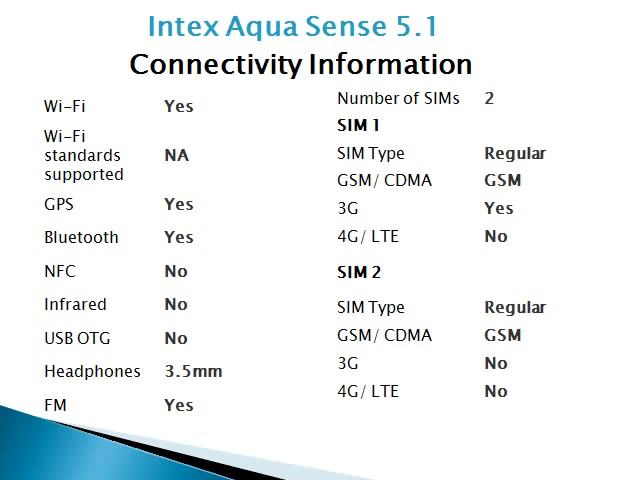 Intex Aqua Sense 5.1
Connectivity Information
Wi-Fi Yes
Wi-Fi
standards NA
supported
GPS Yes
Bluetooth Yes
NFC No
Infrared No
USB OTG No
Headphones 3.5mm
FM Yes
Number of SIMs 2
SIM 1
SIM Type Regular
GSM/ CDMA GSM
3G Yes
4G/ LTE No
SIM 2
SIM Type Regular
GSM/ CDMA GSM
3G No
4G/ LTE No